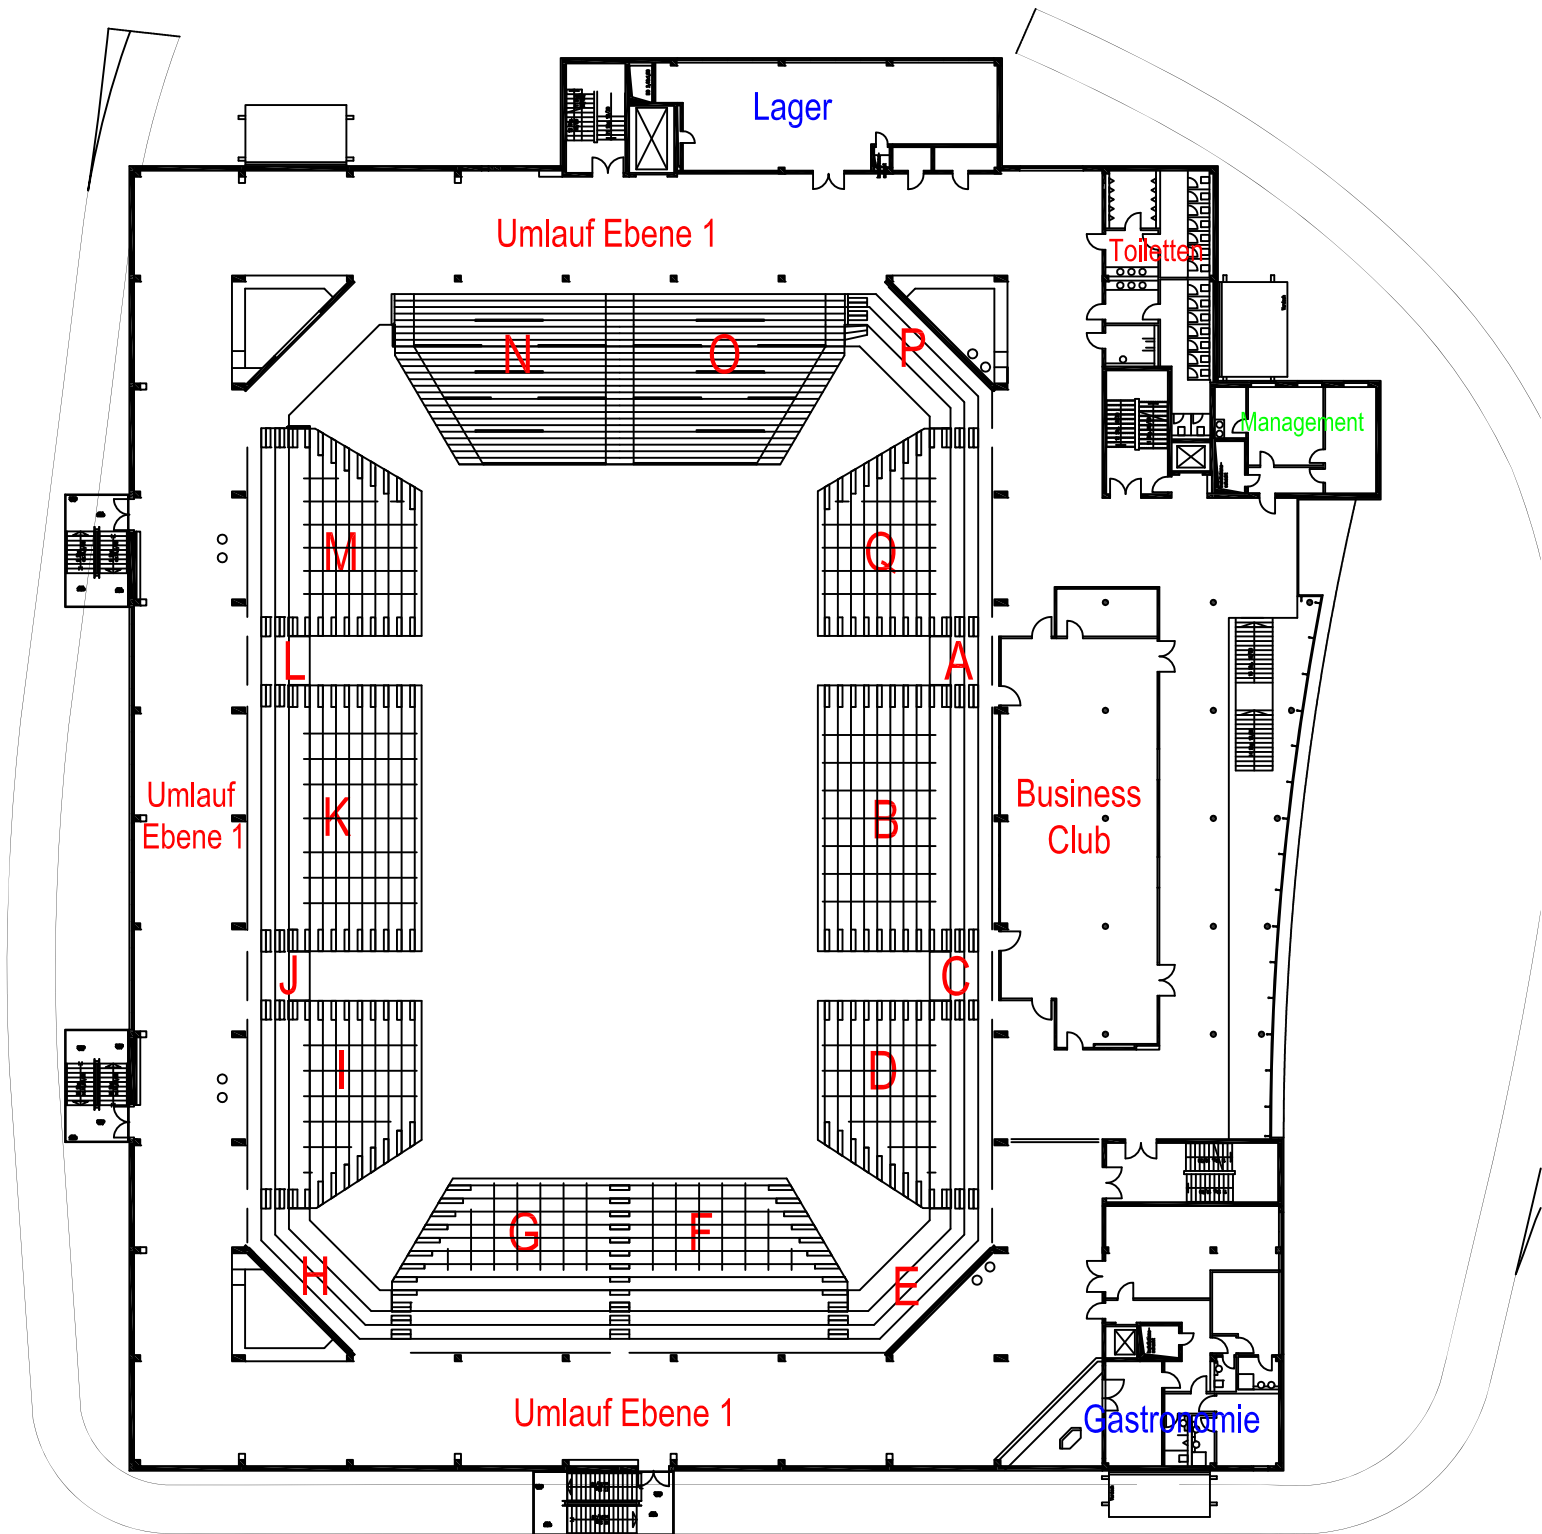 Lager
Umlauf Ebene 1
Toiletten
N
O
P
Management
M
Q
L
A
Umlauf
Ebene 1
K
B
Business
Club
J
C
I
D
G
F
H
E
Umlauf Ebene 1
Gastronomie